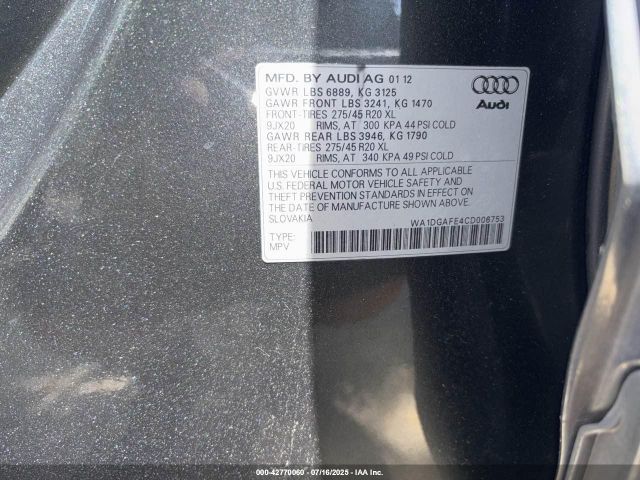 MFD. BY AUDI AG 01 12
GVWR LBS 6889, KG 3125
GAWR FRONT LBS 3241, KG 1470
FRONT-TIRES 275/45 R20 XL
9JX20 RIMS, AT 300 KPA 44 PSI COLD
GAWR REAR LBS 3946, KG 1790
REAR-TIRES 275/45 R20 XL
9JX20 RIMS, AT 340 KPA 49 PSI COLD
Audi
THIS VEHICLE CONFORMS TO ALL APPLICABLE
U.S. FEDERAL MOTOR VEHICLE SAFETY AND
THEFT PREVENTION STANDARDS IN EFFECT ON
THE DATE OF MANUFACTURE SHOWN ABOVE.
SLOVAKIA
WA1DGAFE4CD006753
TYPE:
MPV
000-42770060 - 07/16/2025 - IAA Inc.